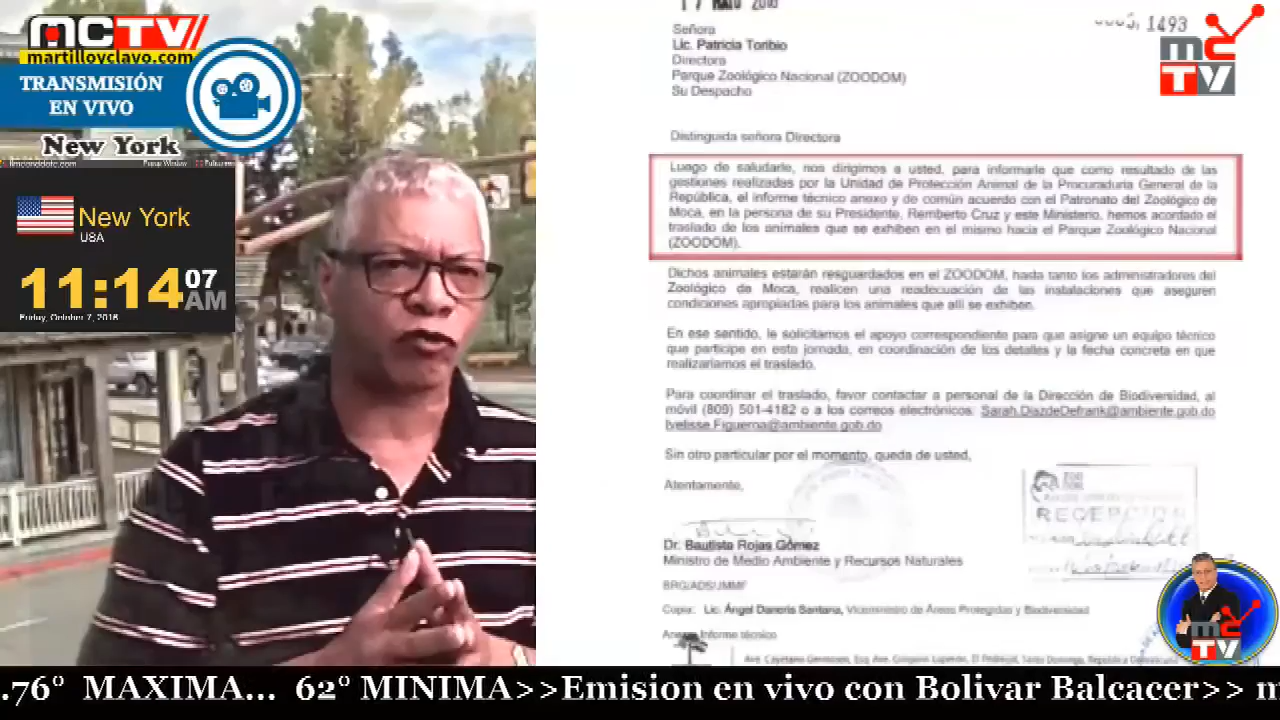 MCTV
martilloyclavo.com
TRANSMISIÓN
EN VIVO
New York
New York
USA
11:14 07
AM
Friday, October 7, 2016
17 MAYO 2016
1493
mc
TV
Señora
Lic. Patricia Toribio
Directora
Parque Zoológico Nacional (ZOODOM)
Su Despacho
Distinguida señora Directora
Luego de saludarle, nos dirigimos a usted, para informarle que como resultado de las
gestiones realizadas por la Unidad de Protección Animal de la Procuraduría General de la
República, el informe técnico anexo y de común acuerdo con el Patronato del Zoológico de
Moca, en la persona de su Presidente, Remberto Cruz y este Ministerio, hemos acordado el
traslado de los animales que se exhiben en el mismo hacia el Parque Zoológico Nacional
(ZOODOM).
Dichos animales estarán resguardados en el ZOODOM, hasta tanto los administradores del
Zoológico de Moca, realicen una readecuación de las instalaciones que aseguren
condiciones apropiadas para los animales que allí se exhiben.
En ese sentido, le solicitamos el apoyo correspondiente para que asigne un equipo técnico
que participe en esta jornada, en coordinación de los detalles y la fecha concreta en que
realizaríamos el traslado.
Para coordinar el traslado, favor contactar a personal de la Dirección de Biodiversidad, al
móvil (809) 501-4182 o a los correos electrónicos: Sarah.DiazdeDefrank@ambiente.gob.do
Ivelisse.Figueroa@ambiente.gob.do
Sin otro particular por el momento, queda de usted,
Atentamente,
RECEPCION
Dr. Bautista Rojas Gómez
Ministro de Medio Ambiente y Recursos Naturales
BRG/ADS/JMMF
Copia: Lic. Ángel Daneris Santana, Viceministro de Áreas Protegidas y Biodiversidad
Anexo: Informe técnico
mc
TV
.76° MAXIMA... 62° MINIMA>>Emision en vivo con Bolivar Balcacer>> m